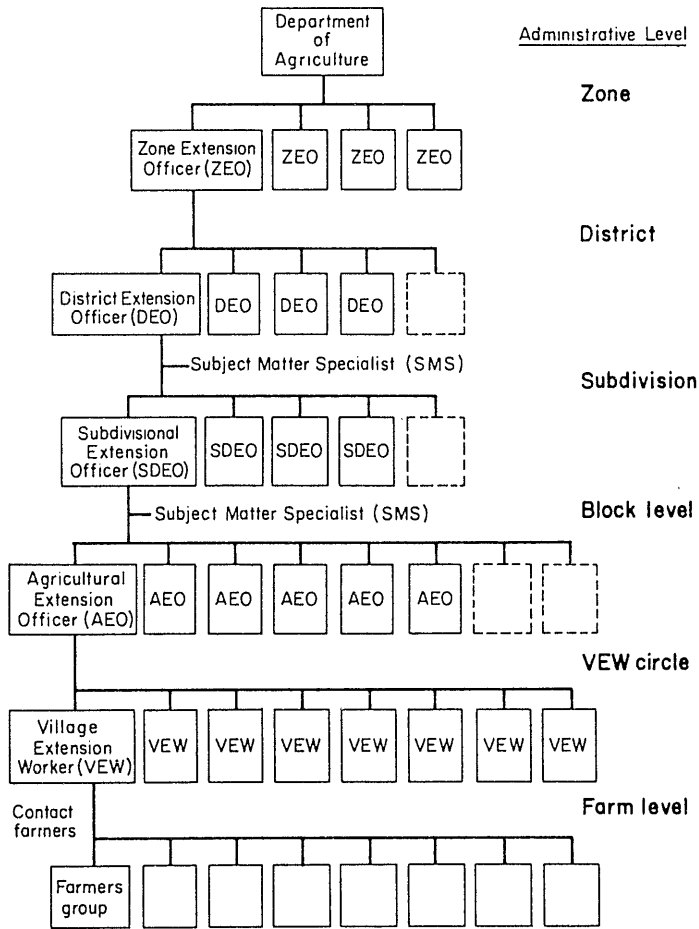 Department
of
Agriculture
Administrative Level
Zone
Zone Extension
Officer (ZEO)
ZEO
ZEO
ZEO
District
District Extension
Officer (DEO)
DEO
DEO
DEO
Subject Matter Specialist (SMS)
Subdivision
Subdivisional
Extension
Officer (SDEO)
SDEO
SDEO
SDEO
Subject Matter Specialist (SMS)
Block level
Agricultural
Extension
Officer (AEO)
AEO
AEO
AEO
AEO
AEO
VEW circle
Village
Extension
Worker (VEW)
VEW
VEW
VEW
VEW
VEW
VEW
VEW
Farm level
Contact
farmers
Farmers
group